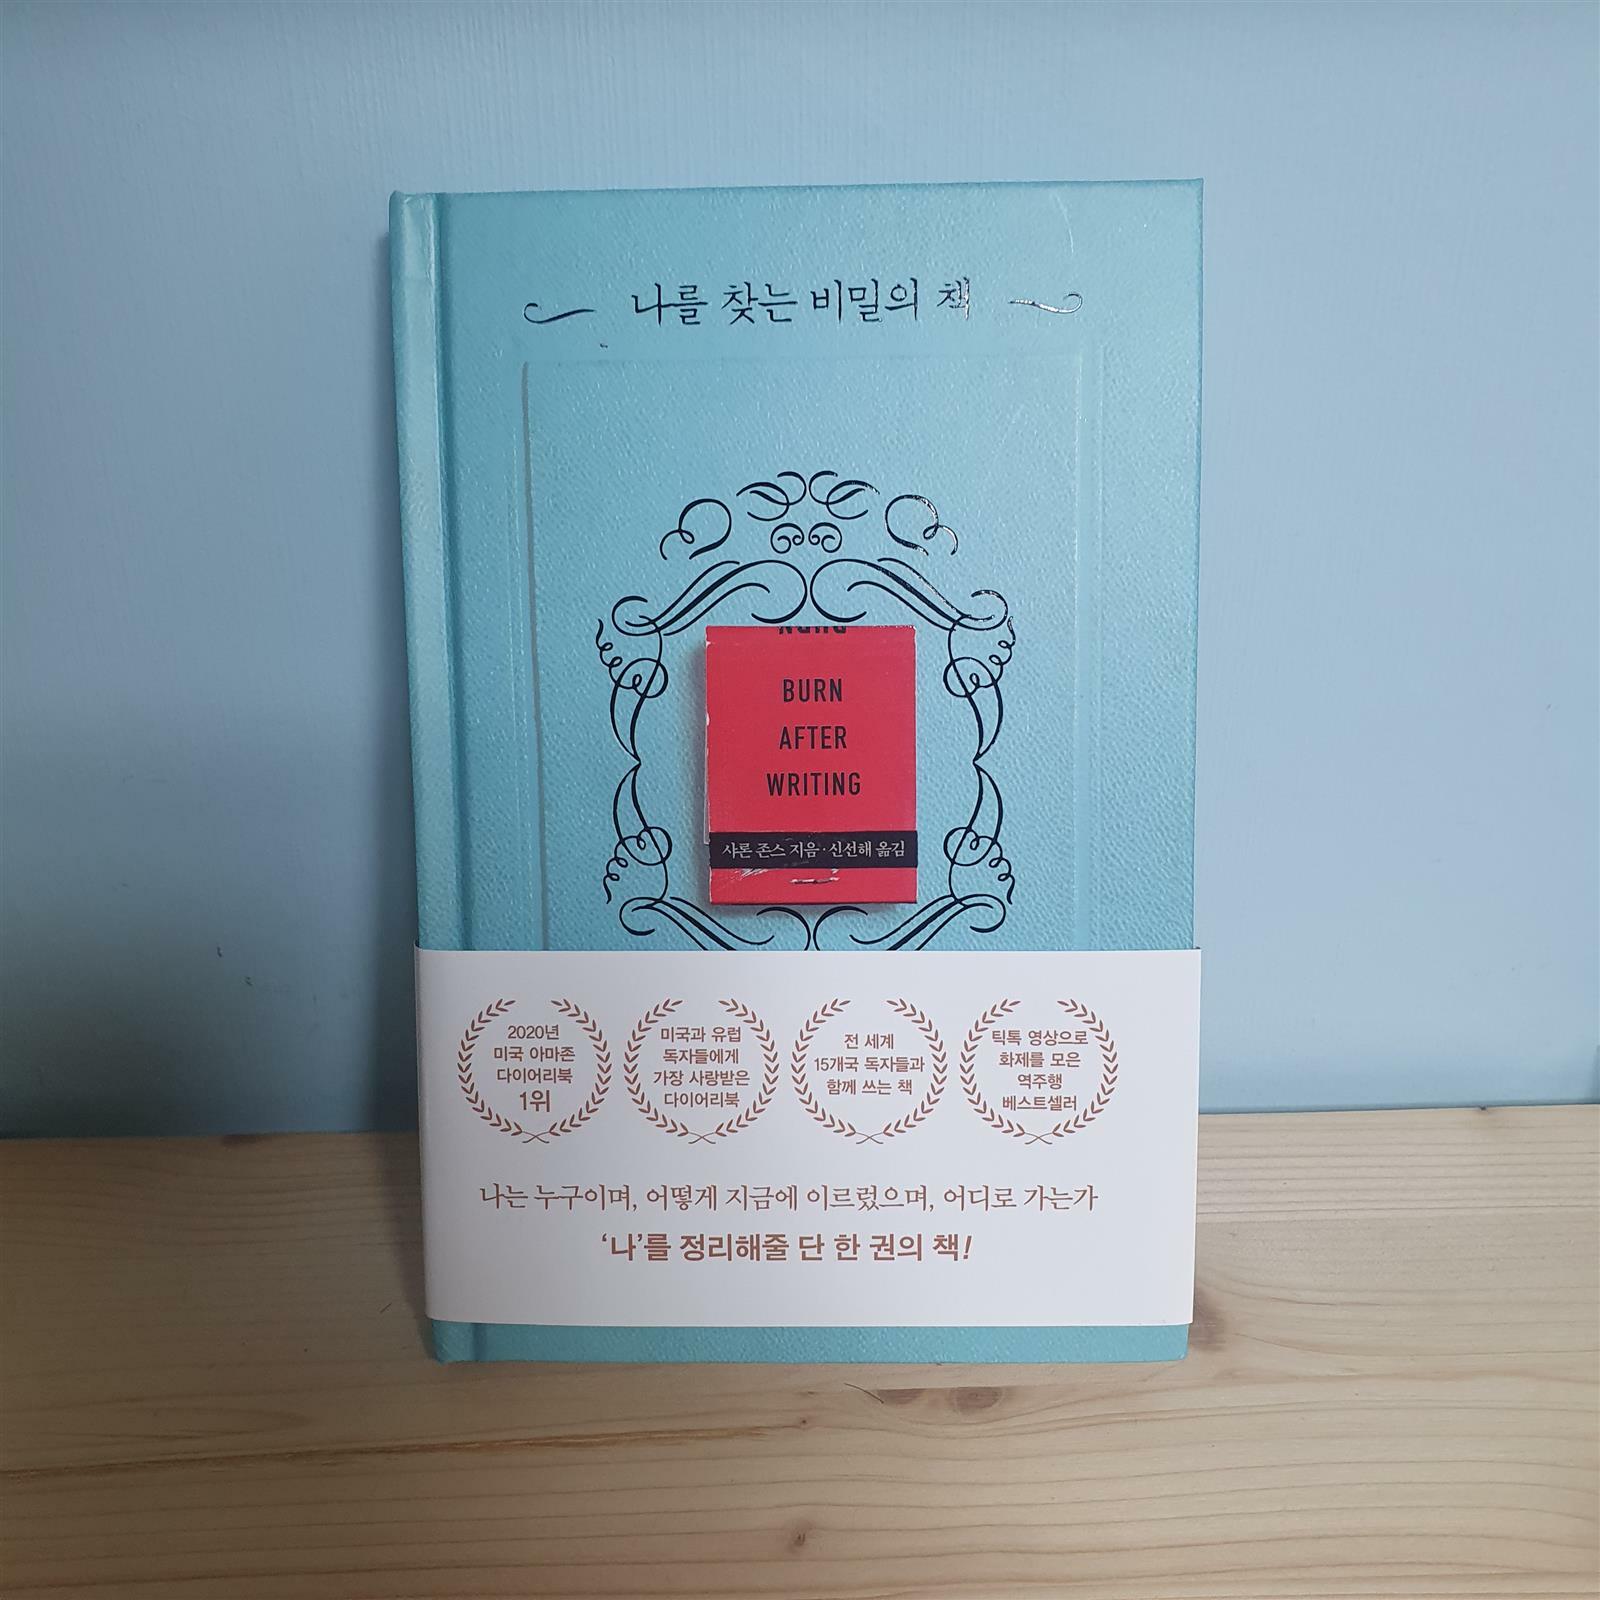 나를 찾는 비밀의 책
BURN
BURN
AFTER
WRITING
샤론 존스 지음·신선해 옮김
2020년
미국 아마존
다이어리북
1위
미국과 유럽
독자들에게
가장 사랑받은
다이어리북
전 세계
15개국 독자들과
함께 쓰는 책
틱톡 영상으로
화제를 모은
역주행
베스트셀러
나는 누구이며, 어떻게 지금에 이르렀으며, 어디로 가는가
‘나’를 정리해줄 단 한 권의 책!